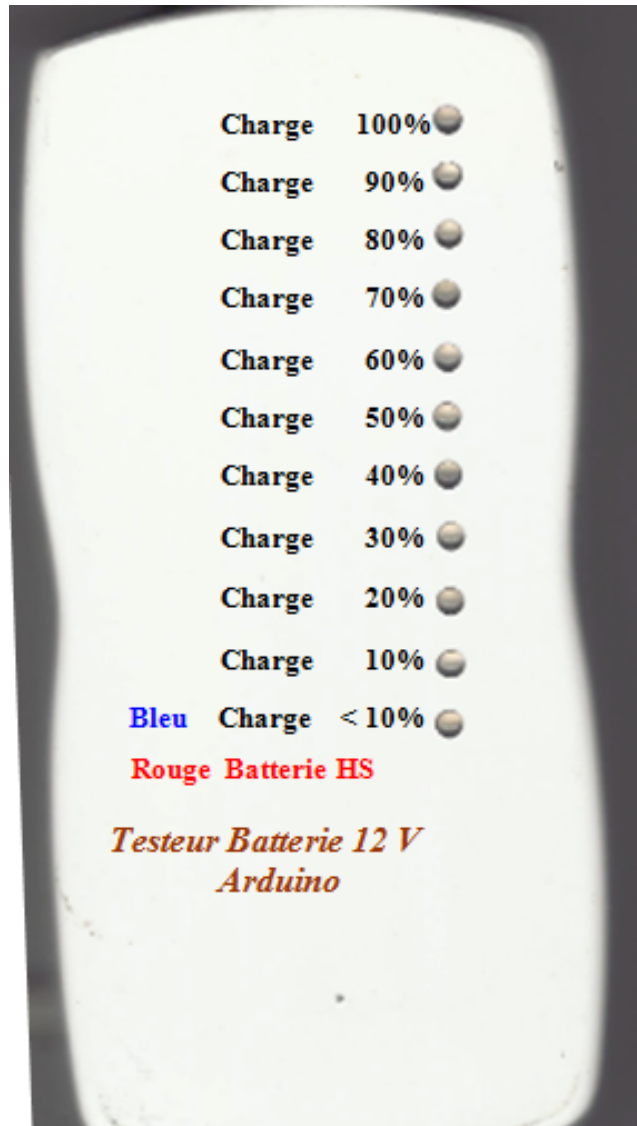 Charge 100%
Charge 90%
Charge 80%
Charge 70%
Charge 60%
Charge 50%
Charge 40%
Charge 30%
Charge 20%
Charge 10%
Bleu Charge < 10%
Rouge Batterie HS
Testeur Batterie 12 V
Arduino